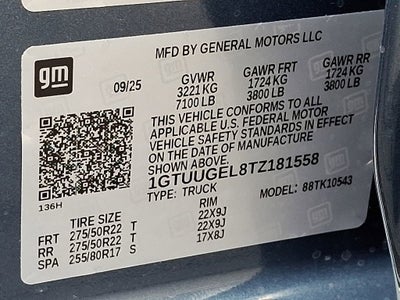 MFD BY GENERAL MOTORS LLC
gm
09/25
GVWR GAWR FRT GAWR RR
3221 KG 1724 KG 1724 KG
7100 LB 3800 LB 3800 LB
THIS VEHICLE CONFORMS TO ALL
APPLICABLE U.S. FEDERAL MOTOR
VEHICLE SAFETY STANDARDS IN EFFECT
ON THE DATE OF MANUFACTURE
SHOWN ABOVE.
1GTUUGEL8TZ181558
TYPE: TRUCK MODEL: 88TK10543
136H
TIRE SIZE RIM
FRT 275/50R22 T 22X9J
RR 275/50R22 T 22X9J
SPA 255/80R17 S 17X8J